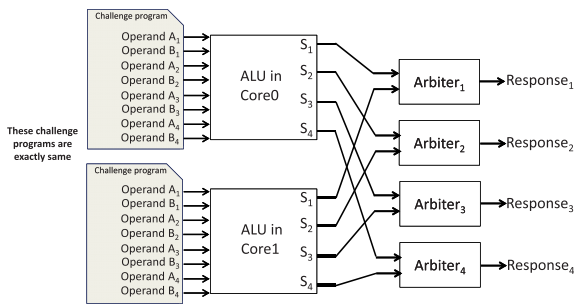 Challenge program
Operand A₁
Operand B₁
Operand A₂
Operand B₂
Operand A₃
Operand B₃
Operand A₄
Operand B₄
ALU in
Core0
S₁
S₂
S₃
S₄
These challenge
programs are
exactly same
Challenge program
Operand A₁
Operand B₁
Operand A₂
Operand B₂
Operand A₃
Operand B₃
Operand A₄
Operand B₄
ALU in
Core1
S₁
S₂
S₃
S₄
Arbiter₁
Response₁
Arbiter₂
Response₂
Arbiter₃
Response₃
Arbiter₄
Response₄